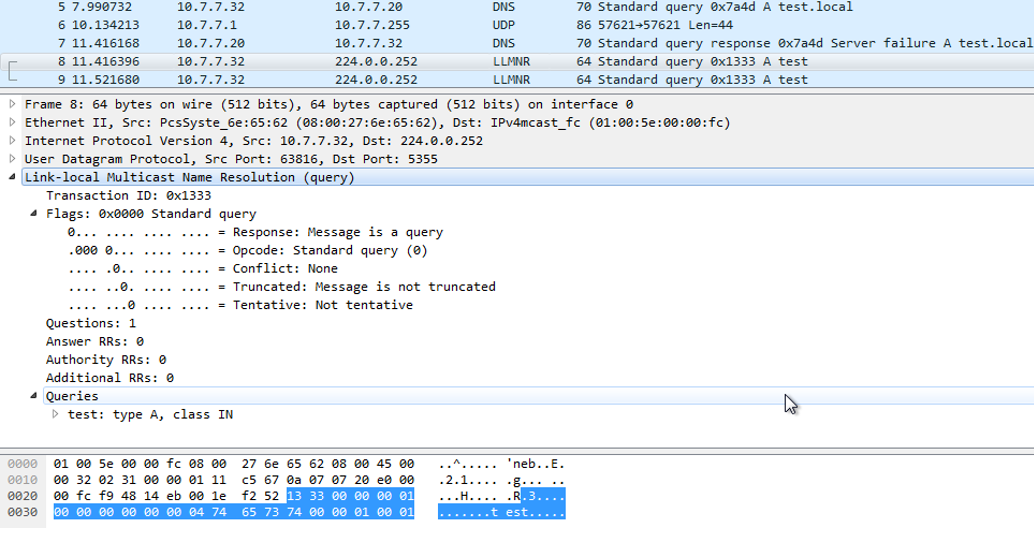 5 7.990732 10.7.7.32 10.7.7.20 DNS 70 Standard query 0x7a4d A test.local
6 10.134213 10.7.7.1 10.7.7.255 UDP 86 57621→57621 Len=44
7 11.416168 10.7.7.20 10.7.7.32 DNS 70 Standard query response 0x7a4d Server failure A test.local
8 11.416396 10.7.7.32 224.0.0.252 LLMNR 64 Standard query 0x1333 A test
9 11.521680 10.7.7.32 224.0.0.252 LLMNR 64 Standard query 0x1333 A test
Frame 8: 64 bytes on wire (512 bits), 64 bytes captured (512 bits) on interface 0
Ethernet II, Src: PcsSyste_6e:65:62 (08:00:27:6e:65:62), Dst: IPv4mcast_fc (01:00:5e:00:00:fc)
Internet Protocol Version 4, Src: 10.7.7.32, Dst: 224.0.0.252
User Datagram Protocol, Src Port: 63816, Dst Port: 5355
Link-local Multicast Name Resolution (query)
Transaction ID: 0x1333
Flags: 0x0000 Standard query
0... .... .... .... = Response: Message is a query
.000 0... .... .... = Opcode: Standard query (0)
.... .0.. .... .... = Conflict: None
.... ..0. .... .... = Truncated: Message is not truncated
.... ...0 .... .... = Tentative: Not tentative
Questions: 1
Answer RRs: 0
Authority RRs: 0
Additional RRs: 0
Queries
test: type A, class IN
0000 01 00 5e 00 00 fc 08 00 27 6e 65 62 08 00 45 00 ..^..... 'neb..E.
0010 00 32 02 31 00 00 01 11 c5 67 0a 07 07 20 e0 00 .2.1.... .g... ..
0020 00 fc f9 48 14 eb 00 1e f2 52 13 33 00 00 00 01 ...H.... .R.3....
0030 00 00 00 00 00 00 04 74 65 73 74 00 00 01 00 01 .......t est.....